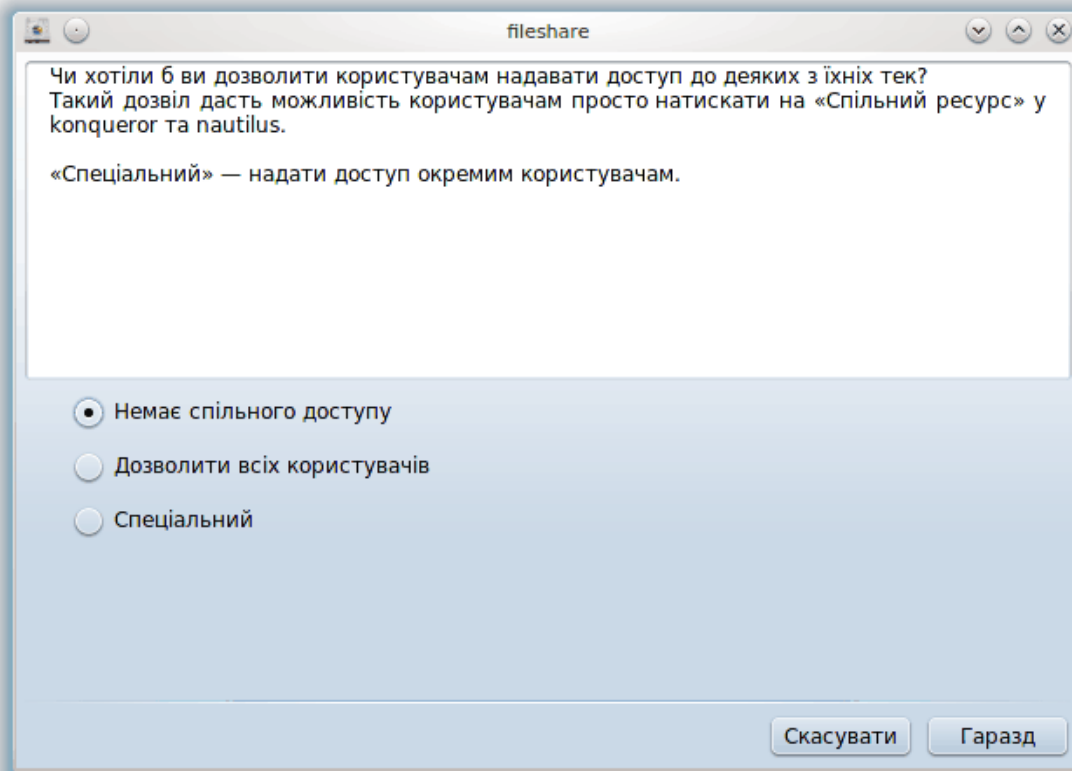 fileshare
Чи хотіли б ви дозволити користувачам надавати доступ до деяких з їхніх тек?
Такий дозвіл дасть можливість користувачам просто натискати на «Спільний ресурс» у
konqueror та nautilus.
«Спеціальний» — надати доступ окремим користувачам.
Немає спільного доступу
Дозволити всіх користувачів
Спеціальний
Скасувати
Гаразд